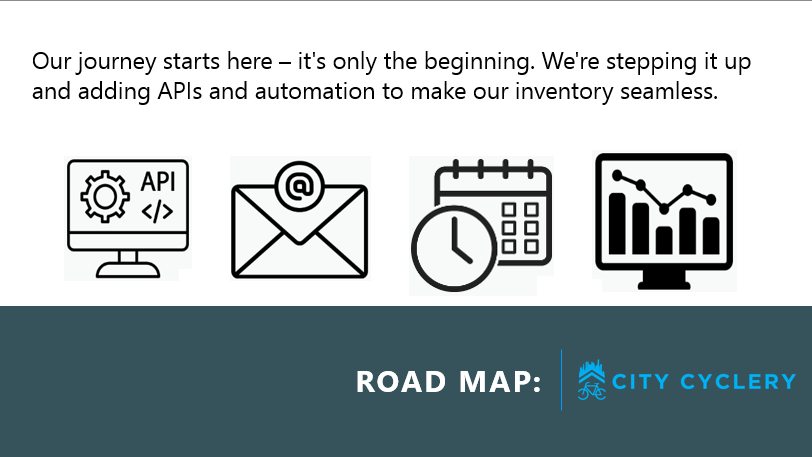 Our journey starts here – it's only the beginning. We're stepping it up
and adding APIs and automation to make our inventory seamless.
API
</>
@
ROAD MAP:
CITY CYCLERY